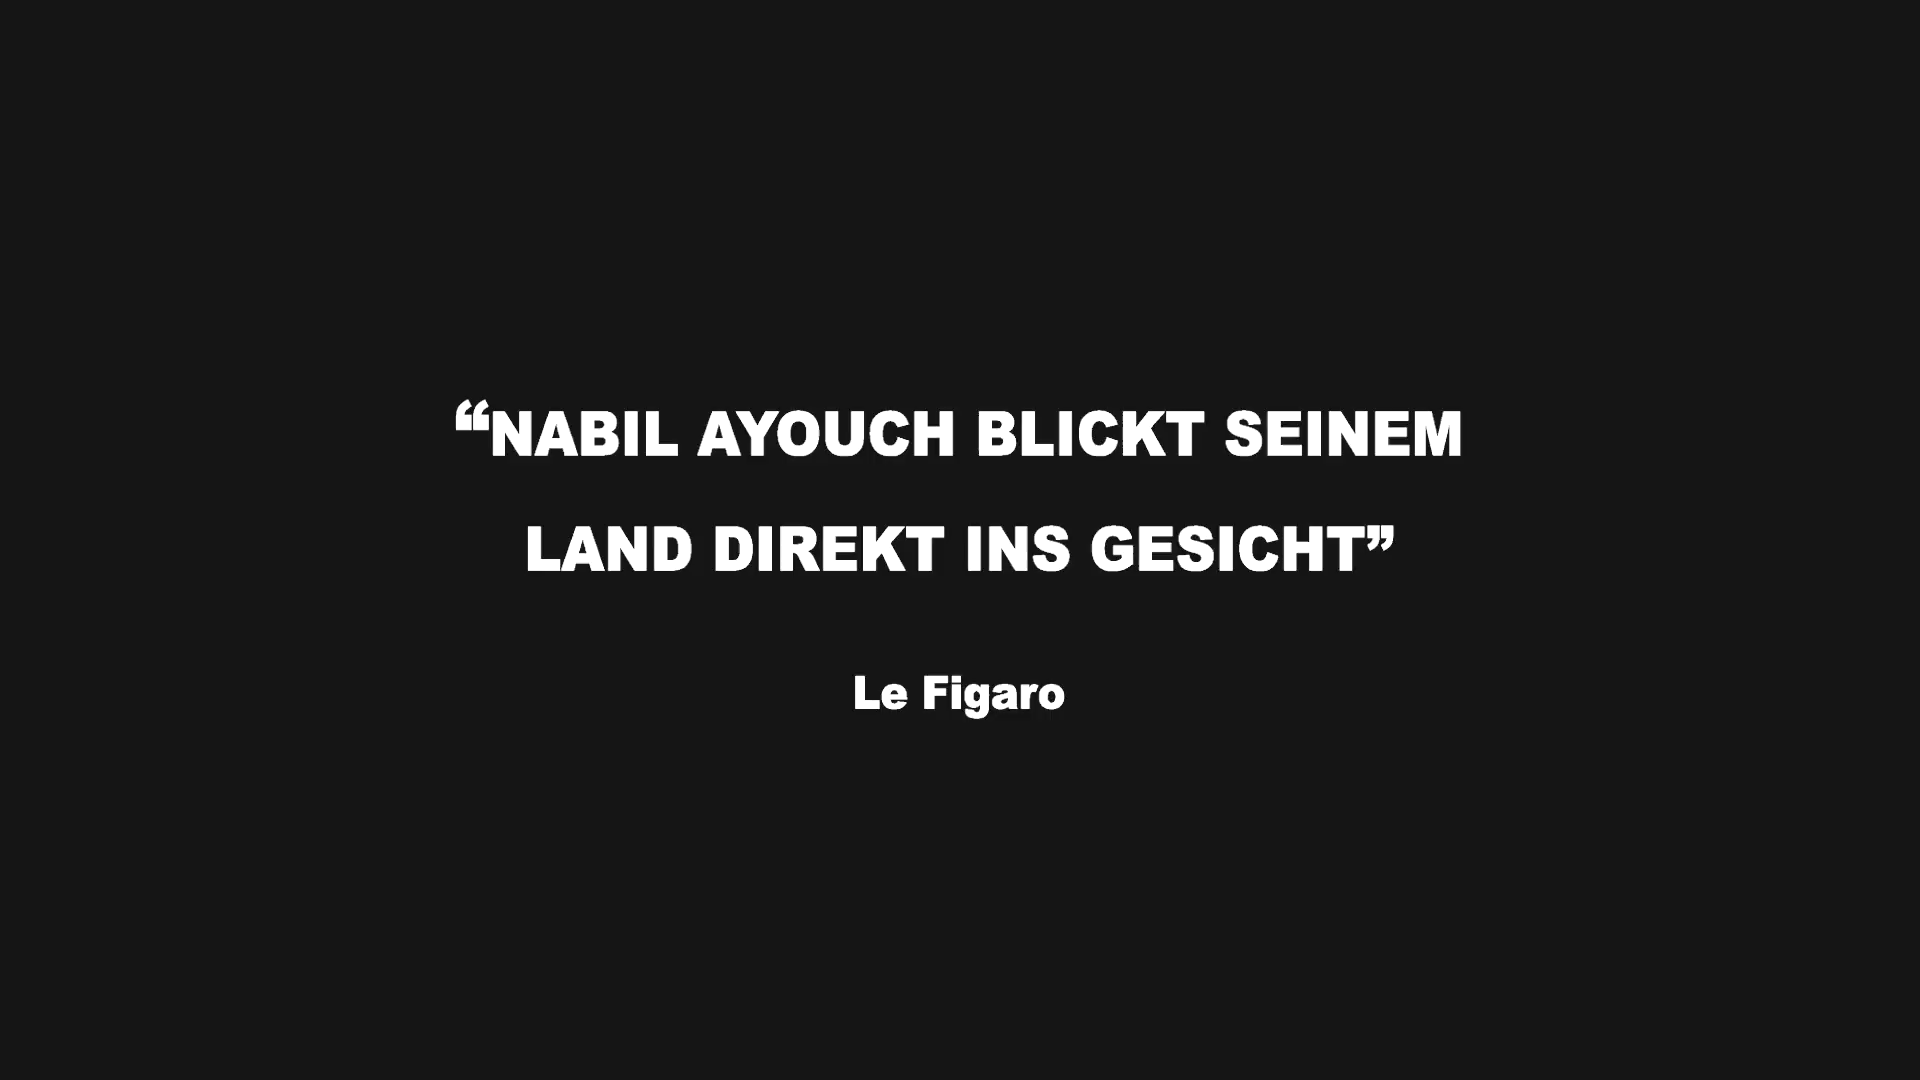 “NABIL AYOUCH BLICKT SEINEM
LAND DIREKT INS GESICHT”
Le Figaro